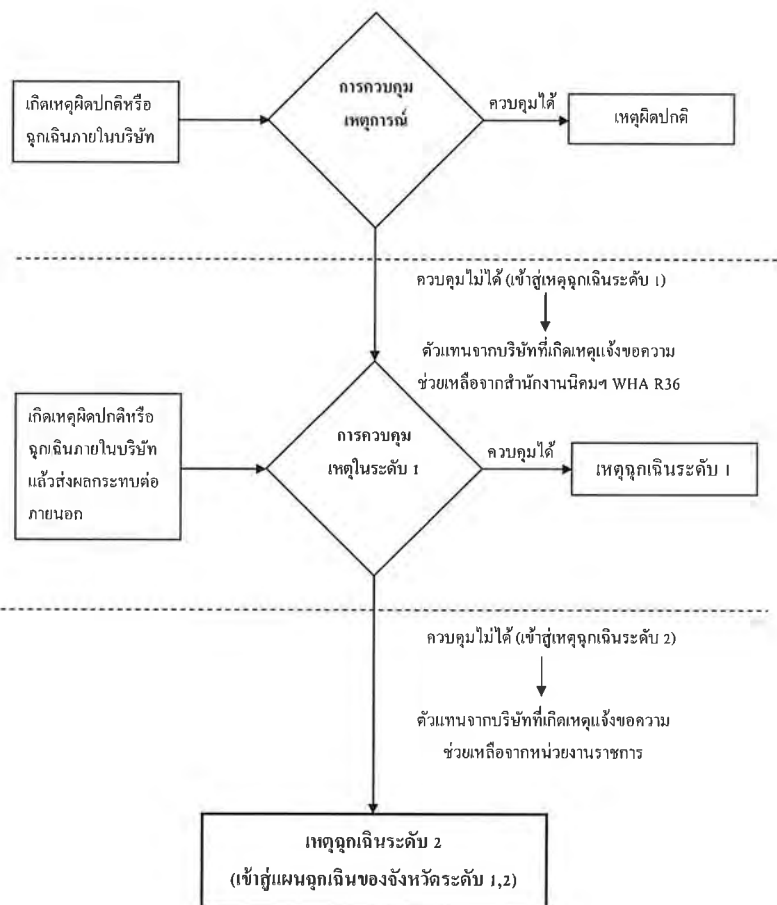 เกิดเหตุผิดปกติหรือ
ฉุกเฉินภายในบริษัท
การควบคุม
เหตุการณ์
ควบคุมได้
เหตุผิดปกติ
ควบคุมไม่ได้ (เข้าสู่เหตุฉุกเฉินระดับ 1)
ตัวแทนจากบริษัทที่เกิดเหตุแจ้งขอความ
ช่วยเหลือจากสำนักงานนิคมฯ WHA R36
เกิดเหตุผิดปกติหรือ
ฉุกเฉินภายในบริษัท
แล้วส่งผลกระทบต่อ
ภายนอก
การควบคุม
เหตุในระดับ 1
ควบคุมได้
เหตุฉุกเฉินระดับ 1
ควบคุมไม่ได้ (เข้าสู่เหตุฉุกเฉินระดับ 2)
ตัวแทนจากบริษัทที่เกิดเหตุแจ้งขอความ
ช่วยเหลือจากหน่วยงานราชการ
เหตุฉุกเฉินระดับ 2
(เข้าสู่แผนฉุกเฉินของจังหวัดระดับ 1,2)